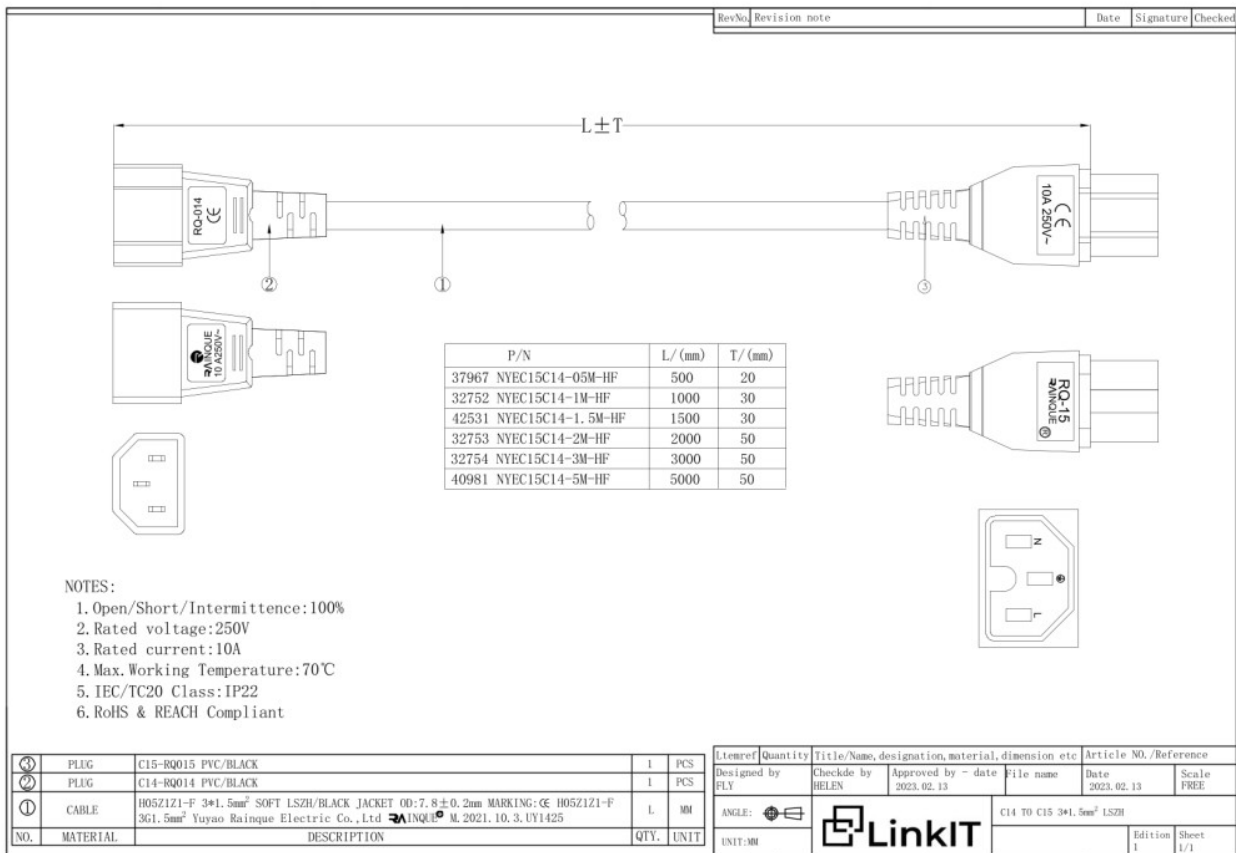 RevNo. Revision note Date Signature Checked
L±T
RQ-014
CE
CE
10A 250V~
② ① ③
RAINQUE
10 A250V~
RQ-15
RAINQUE
®
P/N L/(mm) T/(mm)
37967 NYEC15C14-05M-HF 500 20
32752 NYEC15C14-1M-HF 1000 30
42531 NYEC15C14-1.5M-HF 1500 30
32753 NYEC15C14-2M-HF 2000 50
32754 NYEC15C14-3M-HF 3000 50
40981 NYEC15C14-5M-HF 5000 50
N
L
NOTES:
1. Open/Short/Intermittence:100%
2. Rated voltage:250V
3. Rated current:10A
4. Max. Working Temperature:70℃
5. IEC/TC20 Class:IP22
6. RoHS & REACH Compliant
③ PLUG C15-RQ015 PVC/BLACK 1 PCS
② PLUG C14-RQ014 PVC/BLACK 1 PCS
① CABLE H05Z1Z1-F 3*1.5mm² SOFT LSZH/BLACK JACKET OD:7.8±0.2mm MARKING:CE H05Z1Z1-F
3G1.5mm² Yuyao Rainque Electric Co.,Ltd RAINQUE® M.2021.10.3.UY1425 L MM
NO. MATERIAL DESCRIPTION QTY. UNIT
Ltemref Quantity Title/Name, designation, material, dimension etc Article NO./Reference
Designed by Checkde by Approved by - date File name Date Scale
FLY HELEN 2023.02.13 2023.02.13 FREE
ANGLE:
UNIT:MM
LinkIT
C14 TO C15 3*1.5mm² LSZH
Edition Sheet
1 1/1